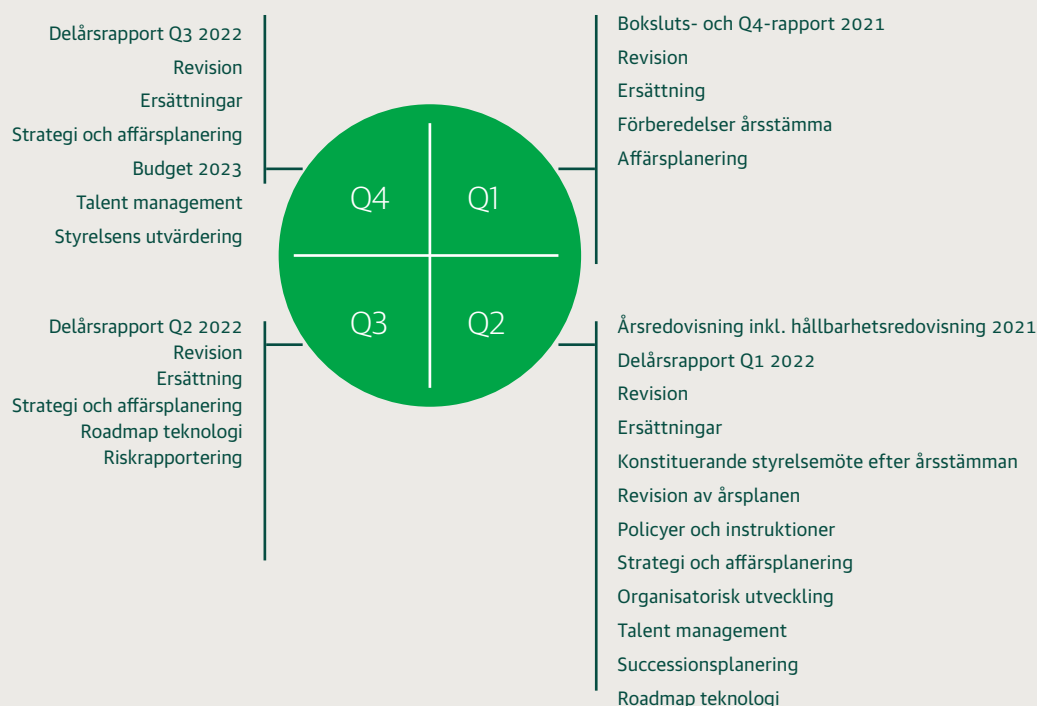 Delårsrapport Q3 2022
Revision
Ersättningar
Strategi och affärsplanering
Budget 2023
Talent management
Styrelsens utvärdering
Boksluts- och Q4-rapport 2021
Revision
Ersättning
Förberedelser årsstämma
Affärsplanering
Q4
Q1
Q3
Q2
Delårsrapport Q2 2022
Revision
Ersättning
Strategi och affärsplanering
Roadmap teknologi
Riskrapportering
Årsredovisning inkl. hållbarhetsredovisning 2021
Delårsrapport Q1 2022
Revision
Ersättningar
Konstituerande styrelsemöte efter årsstämman
Revision av årsplanen
Policyer och instruktioner
Strategi och affärsplanering
Organisatorisk utveckling
Talent management
Successionsplanering
Roadmap teknologi